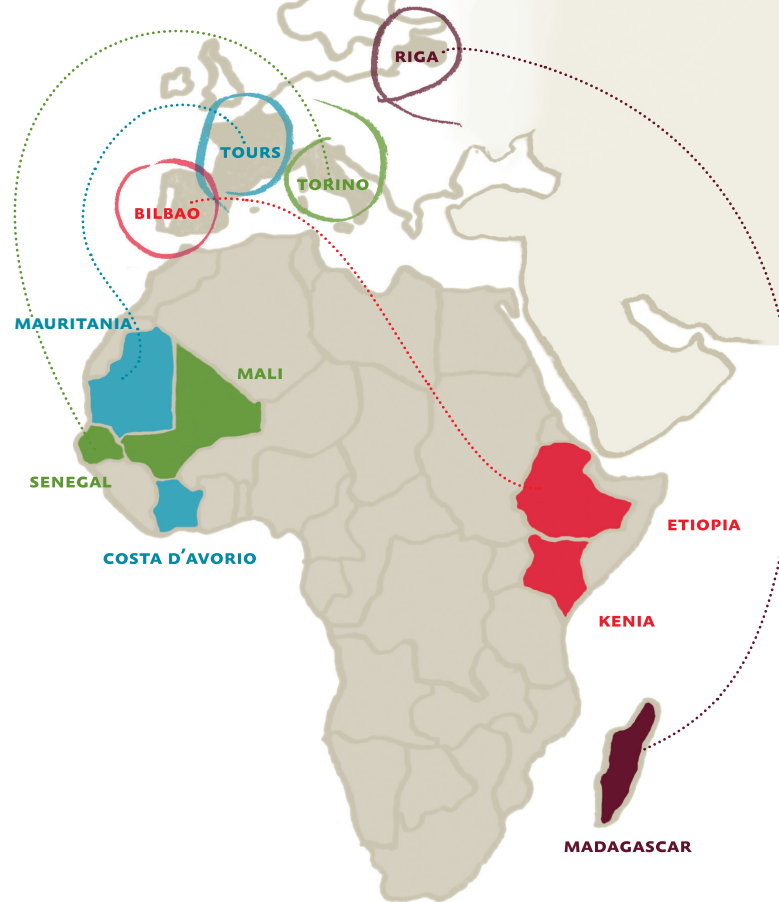 RIGA
TOURS
TORINO
BILBAO
MAURITANIA
MALI
SENEGAL
ETIOPIA
COSTA D'AVORIO
KENIA
MADAGASCAR